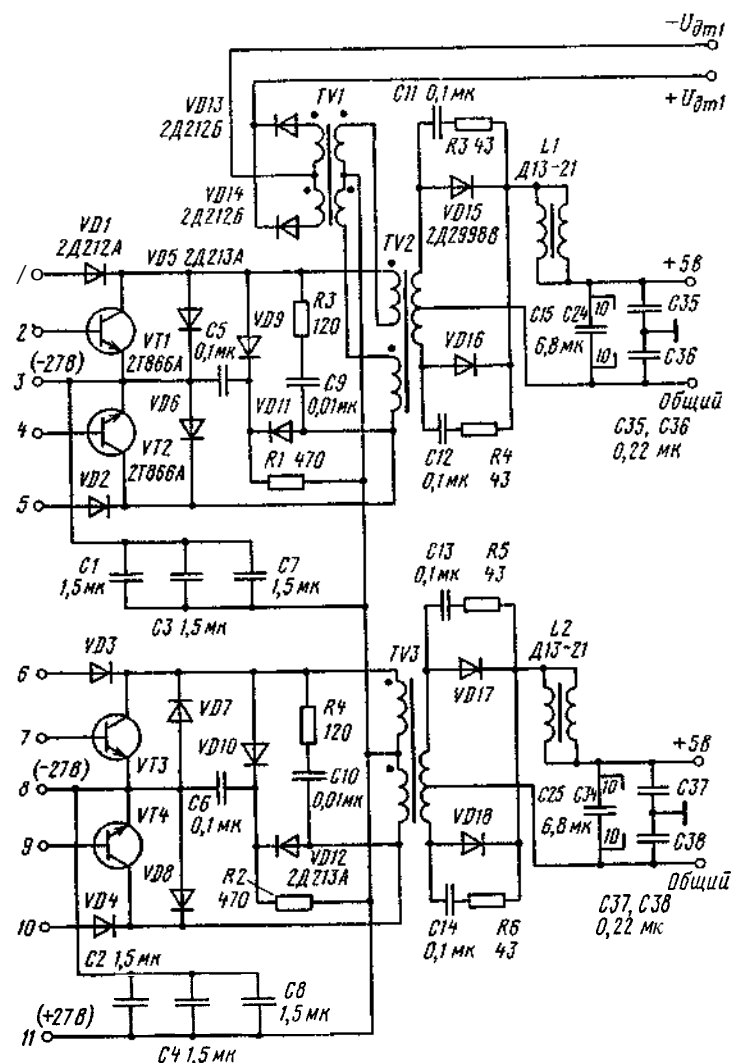 -Uдт1
+Uдт1
C11 0,1мк
TV1
VD13
2Д212Б
R3 43
L1
Д13-21
VD14
2Д212Б
VD15
2Д2998В
VD1
2Д212А
VD5 2Д213А
TV2
1
+5В
R3
120
VD9
C5
0,1мк
C15
C24
10
C35
2
VT1
2Т866А
VD16
6,8мк
3 (-27В)
C9
0,01мк
10
C36
VD6
VD11
Общий
4
VT2
2Т866А
C12
0,1мк
R4
43
C35, C36
0,22 мк
VD2
R1 470
5
C13
0,1мк
R5
43
C1
1,5мк
C7
1,5мк
L2
Д13-21
C3 1,5мк
VD3
TV3
6
VD17
VD7
R4
120
7
VD10
+5В
VT3
8 (-27В)
C10
0,01мк
C25
C34
10
C37
VT4
C6
0,1мк
VD18
6,8мк
9
10
C38
VD8
VD12
2Д213А
Общий
R2
470
VD4
10
C14
0,1мк
R6
43
C37, C38
0,22 мк
C2 1,5мк
C8
1,5мк
11 (+27В)
C4 1,5мк